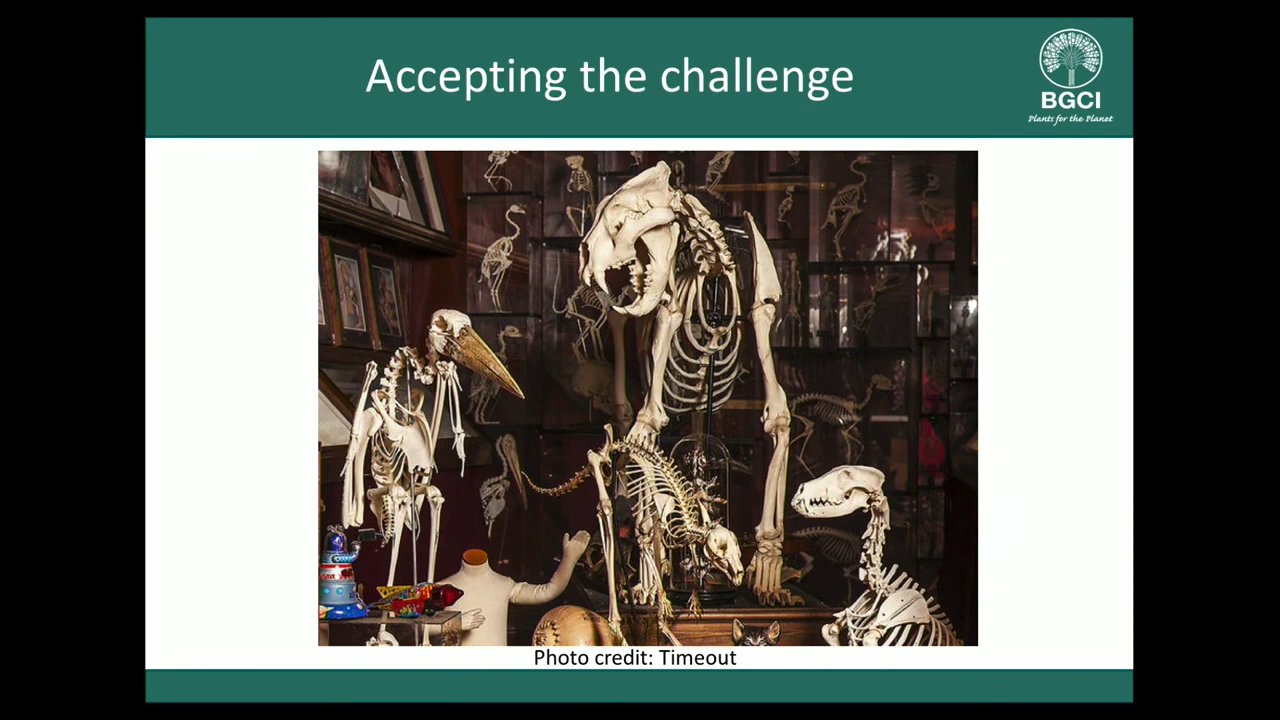 Accepting the challenge
BGCI
Plants for the Planet
Photo credit: Timeout